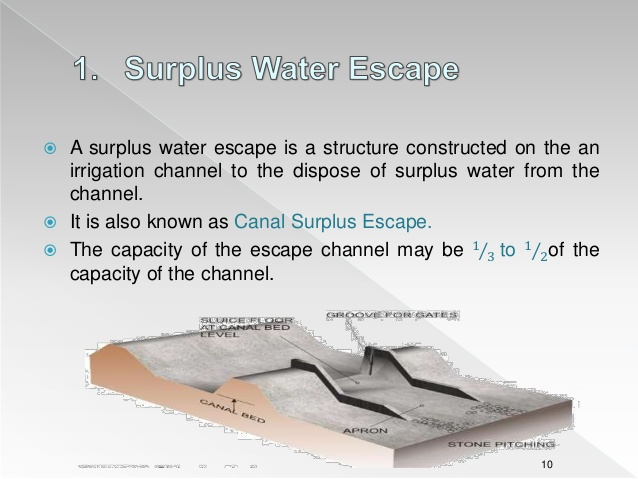 1. Surplus Water Escape
A surplus water escape is a structure constructed on the an
irrigation channel to the dispose of surplus water from the
channel.
It is also known as Canal Surplus Escape.
The capacity of the escape channel may be 1/3 to 1/2of the
capacity of the channel.
SLUICE FLOOR
AT CANAL BED
LEVEL
GROOVE FOR GATES
CANAL BED
APRON
STONE PITCHING
10